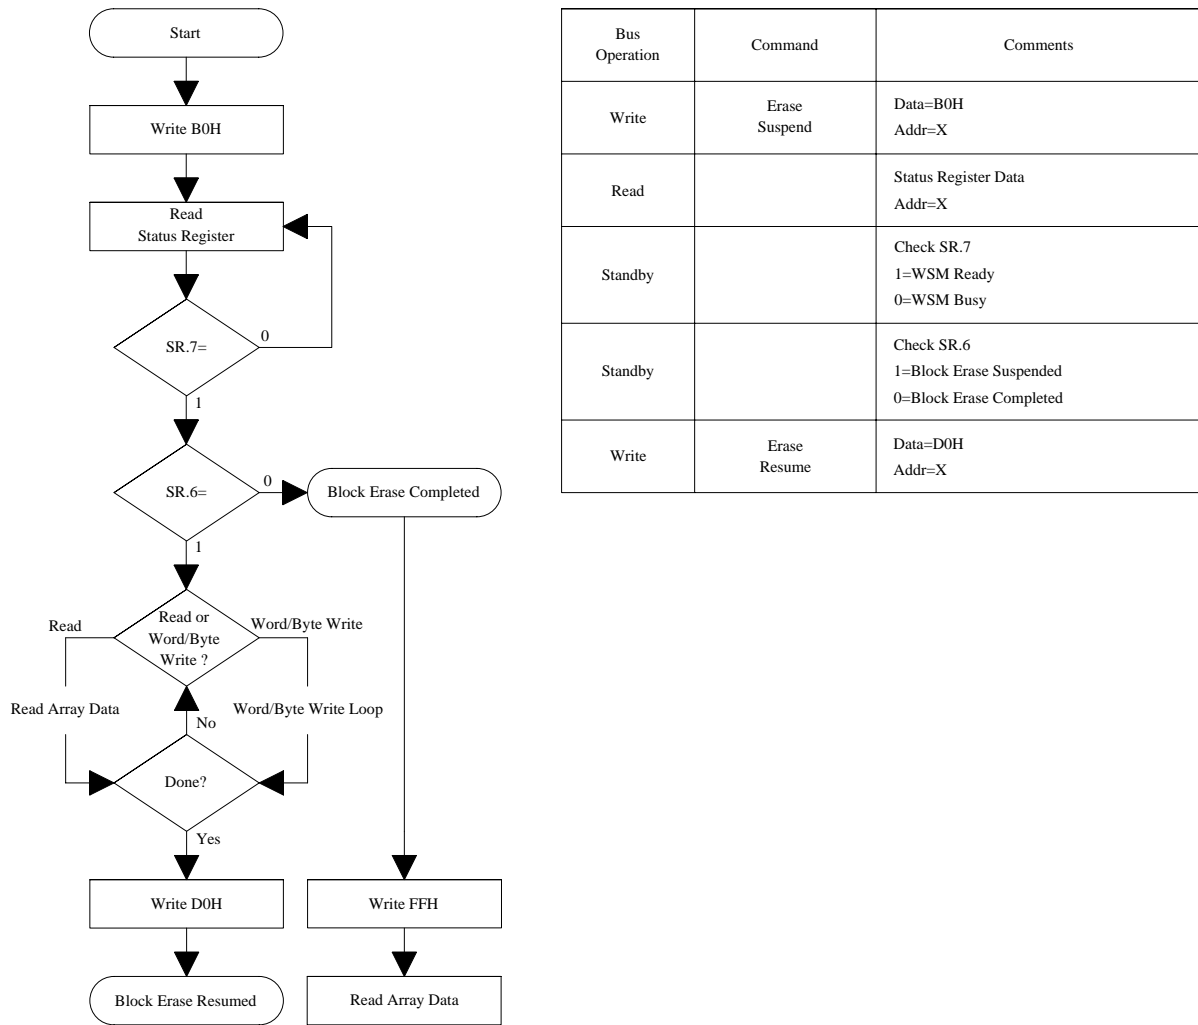 Start
Write B0H
Read
Status Register
SR.7=
0
1
SR.6=
0
Block Erase Completed
1
Read or
Word/Byte
Write ?
Read
Word/Byte Write
Read Array Data
Word/Byte Write Loop
No
Done?
Yes
Write D0H
Write FFH
Block Erase Resumed
Read Array Data
Bus
Operation
Command
Comments
Write
Erase
Suspend
Data=B0H
Addr=X
Read
Status Register Data
Addr=X
Standby
Check SR.7
1=WSM Ready
0=WSM Busy
Standby
Check SR.6
1=Block Erase Suspended
0=Block Erase Completed
Write
Erase
Resume
Data=D0H
Addr=X